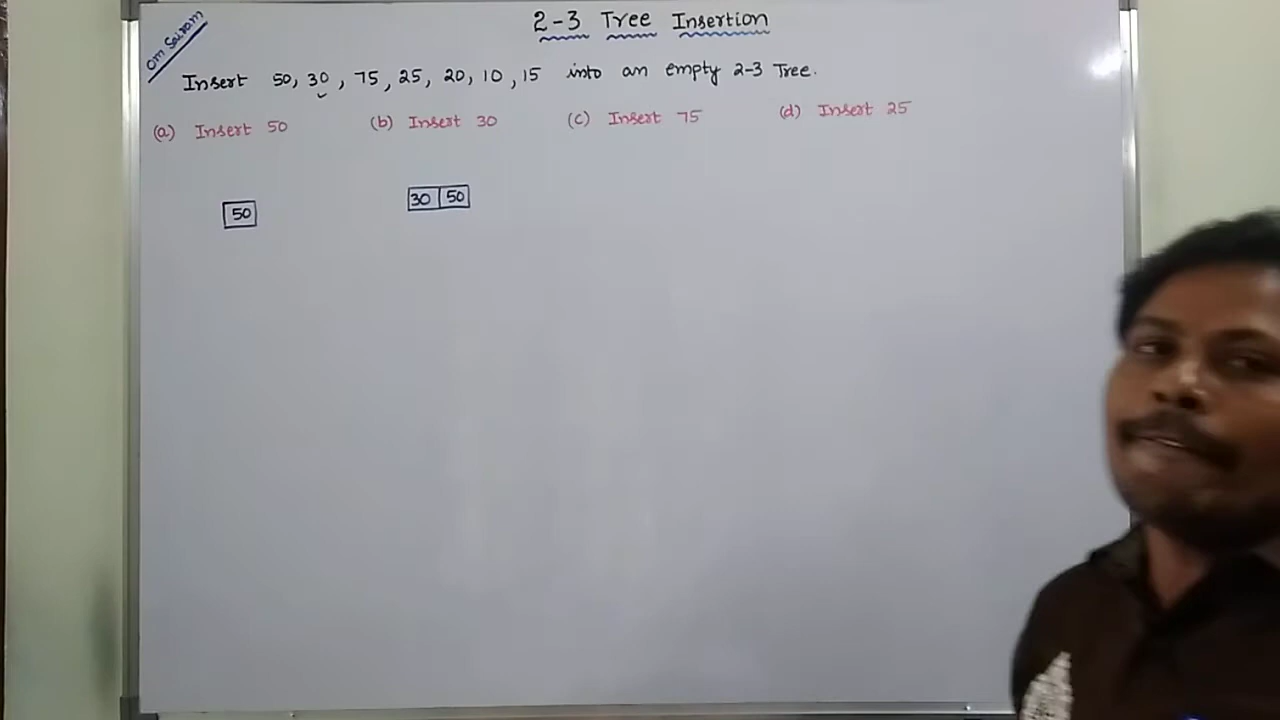 om Sairam
2-3 Tree Insertion
Insert 50, 30, 75, 25, 20, 10, 15 into an empty 2-3 Tree.
(a) Insert 50 (b) Insert 30 (c) Insert 75 (d) Insert 25
50 30 50